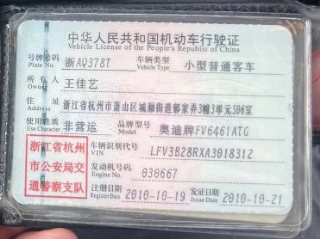 中华人民共和国机动车行驶证
Vehicle License of the People's Republic of China
号牌号码 浙AQ378T 车辆类型 小型普通客车
Plate No. Vehicle Type
所有人 王佳艺
Owner
住址 浙江省杭州市萧山区城厢街道郁家弄3幢3单元506室
Address
使用性质 非营运 品牌型号 奥迪牌FV6461ATG
Use Character Model
浙江省杭州 车辆识别代号 LFV3B28RXA3018312
VIN
市公安局交 发动机号码 030667
Engine No.
通警察支队 注册日期 2010-10-19 发证日期 2010-10-21
Register Date Issue Date